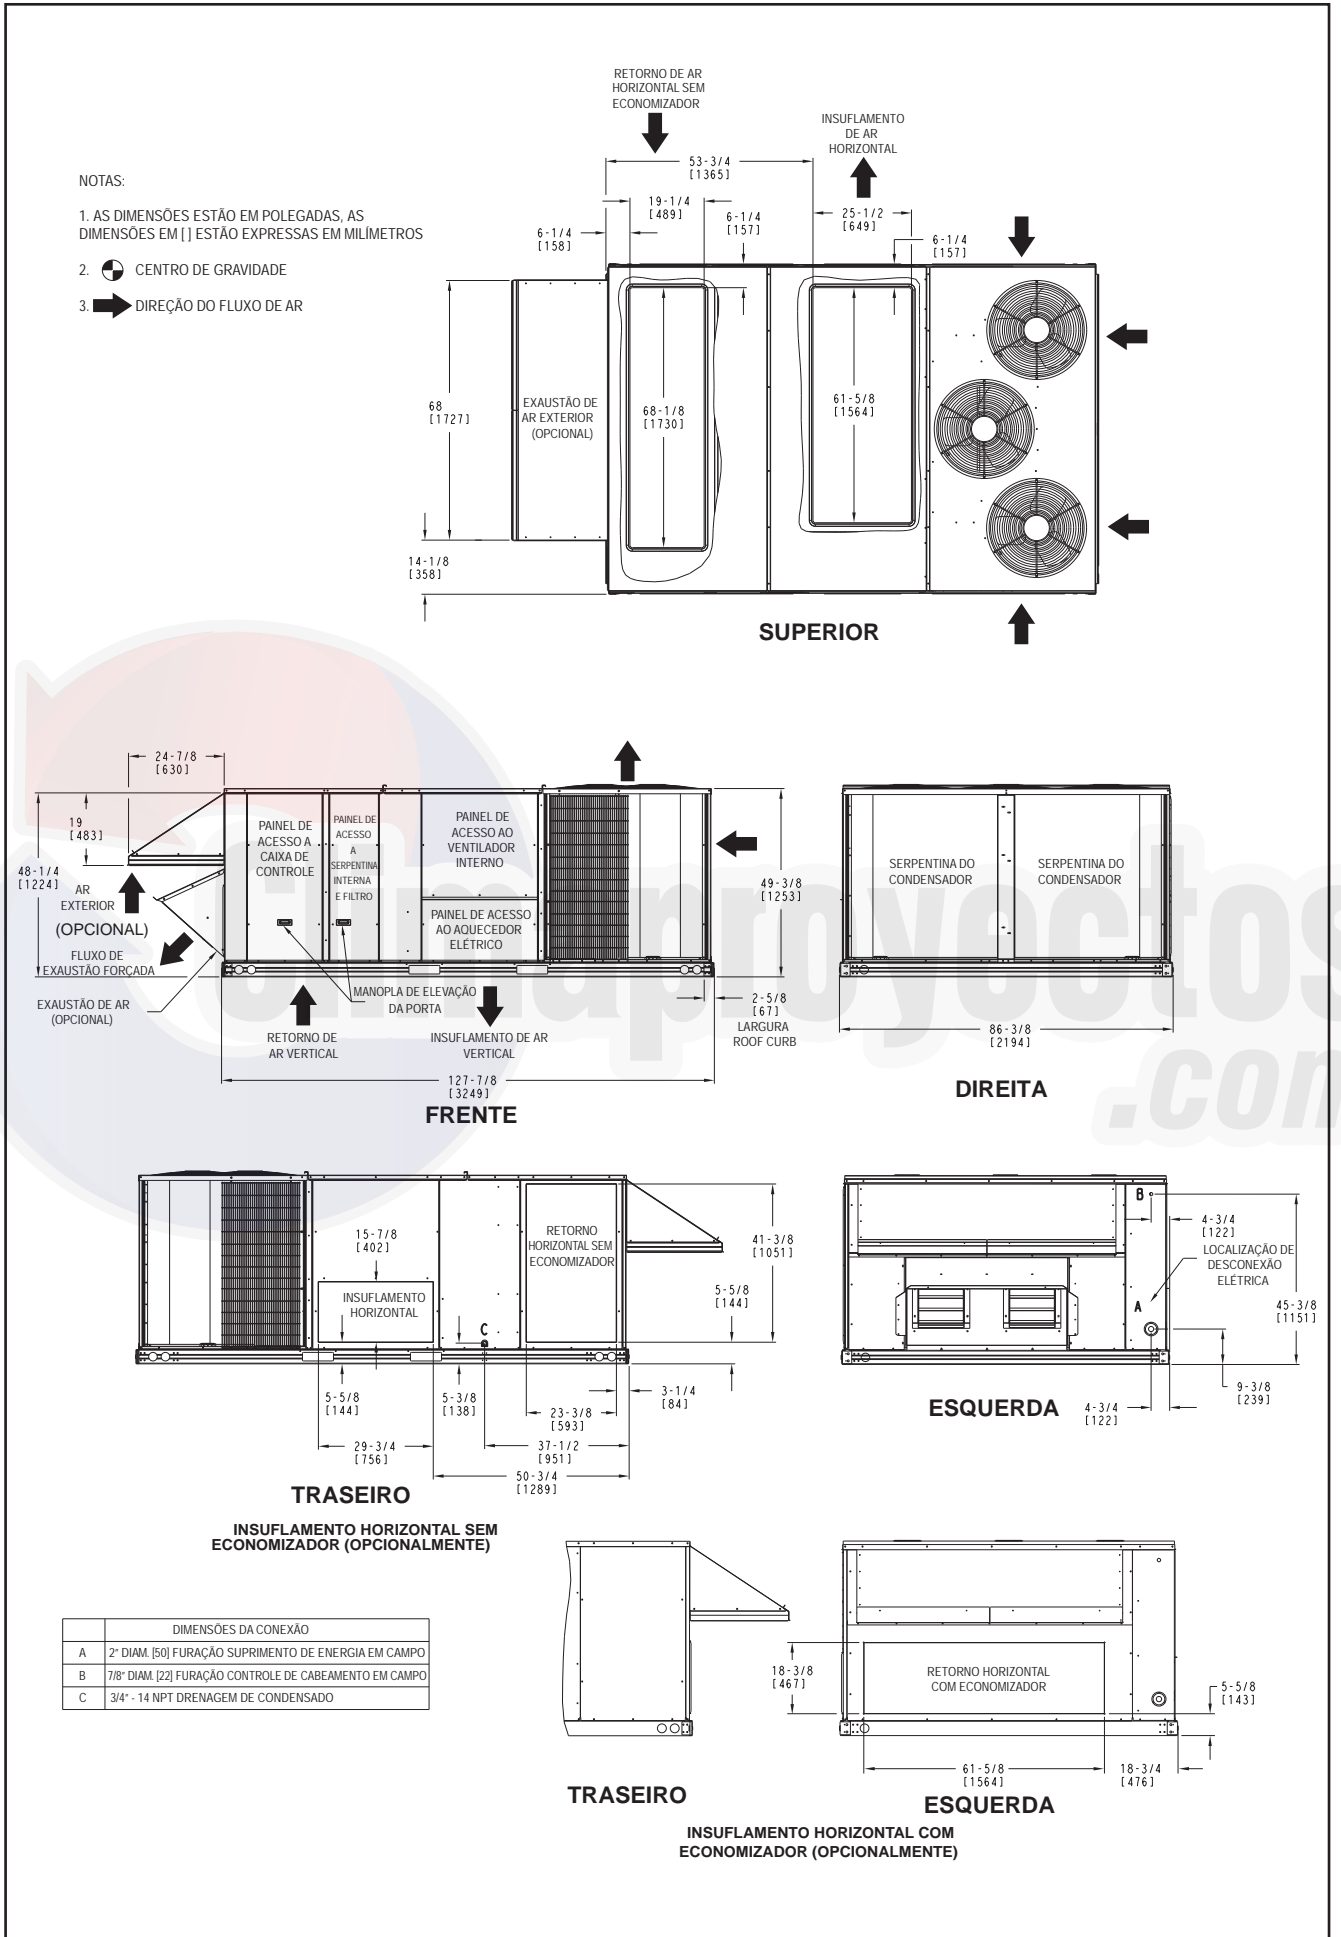 RETORNO DE AR
HORIZONTAL SEM
ECONOMIZADOR
INSUFLAMENTO
DE AR
HORIZONTAL
53-3/4
[1365]
NOTAS:
1. AS DIMENSÕES ESTÃO EM POLEGADAS, AS
DIMENSÕES EM [ ] ESTÃO EXPRESSAS EM MILÍMETROS
2. CENTRO DE GRAVIDADE
3. DIREÇÃO DO FLUXO DE AR
19-1/4
[489]
6-1/4
[158]
6-1/4
[157]
25-1/2
[649]
6-1/4
[157]
68
[1727]
EXAUSTÃO DE
AR EXTERIOR
(OPCIONAL)
68-1/8
[1730]
61-5/8
[1564]
14-1/8
[358]
SUPERIOR
24-7/8
[630]
19
[483]
48-1/4
[1224]
AR
EXTERIOR
(OPCIONAL)
FLUXO DE
EXAUSTÃO FORÇADA
EXAUSTÃO DE AR
(OPCIONAL)
PAINEL DE
ACESSO A
CAIXA DE
CONTROLE
PAINEL DE
ACESSO
A
SERPENTINA
INTERNA
E FILTRO
PAINEL DE
ACESSO AO
VENTILADOR
INTERNO
PAINEL DE ACESSO
AO AQUECEDOR
ELÉTRICO
49-3/8
[1253]
MANOPLA DE ELEVAÇÃO
DA PORTA
RETORNO DE
AR VERTICAL
INSUFLAMENTO DE AR
VERTICAL
2-5/8
[67]
LARGURA
ROOF CURB
127-7/8
[3249]
FRENTE
SERPENTINA DO
CONDENSADOR
SERPENTINA DO
CONDENSADOR
86-3/8
[2194]
DIREITA
Climaproyectos
.com
15-7/8
[402]
INSUFLAMENTO
HORIZONTAL
C
RETORNO
HORIZONTAL SEM
ECONOMIZADOR
41-3/8
[1051]
5-5/8
[144]
5-5/8
[144]
5-3/8
[138]
3-1/4
[84]
23-3/8
[593]
29-3/4
[756]
37-1/2
[951]
50-3/4
[1289]
TRASEIRO
INSUFLAMENTO HORIZONTAL SEM
ECONOMIZADOR (OPCIONALMENTE)
B
4-3/4
[122]
LOCALIZAÇÃO DE
DESCONEXÃO
ELÉTRICA
A
45-3/8
[1151]
9-3/8
[239]
4-3/4
[122]
ESQUERDA
DIMENSÕES DA CONEXÃO
A 2" DIAM. [50] FURAÇÃO SUPRIMENTO DE ENERGIA EM CAMPO
B 7/8" DIAM. [22] FURAÇÃO CONTROLE DE CABEAMENTO EM CAMPO
C 3/4" - 14 NPT DRENAGEM DE CONDENSADO
TRASEIRO
18-3/8
[467]
RETORNO HORIZONTAL
COM ECONOMIZADOR
5-5/8
[143]
61-5/8
[1564]
18-3/4
[476]
ESQUERDA
INSUFLAMENTO HORIZONTAL COM
ECONOMIZADOR (OPCIONALMENTE)